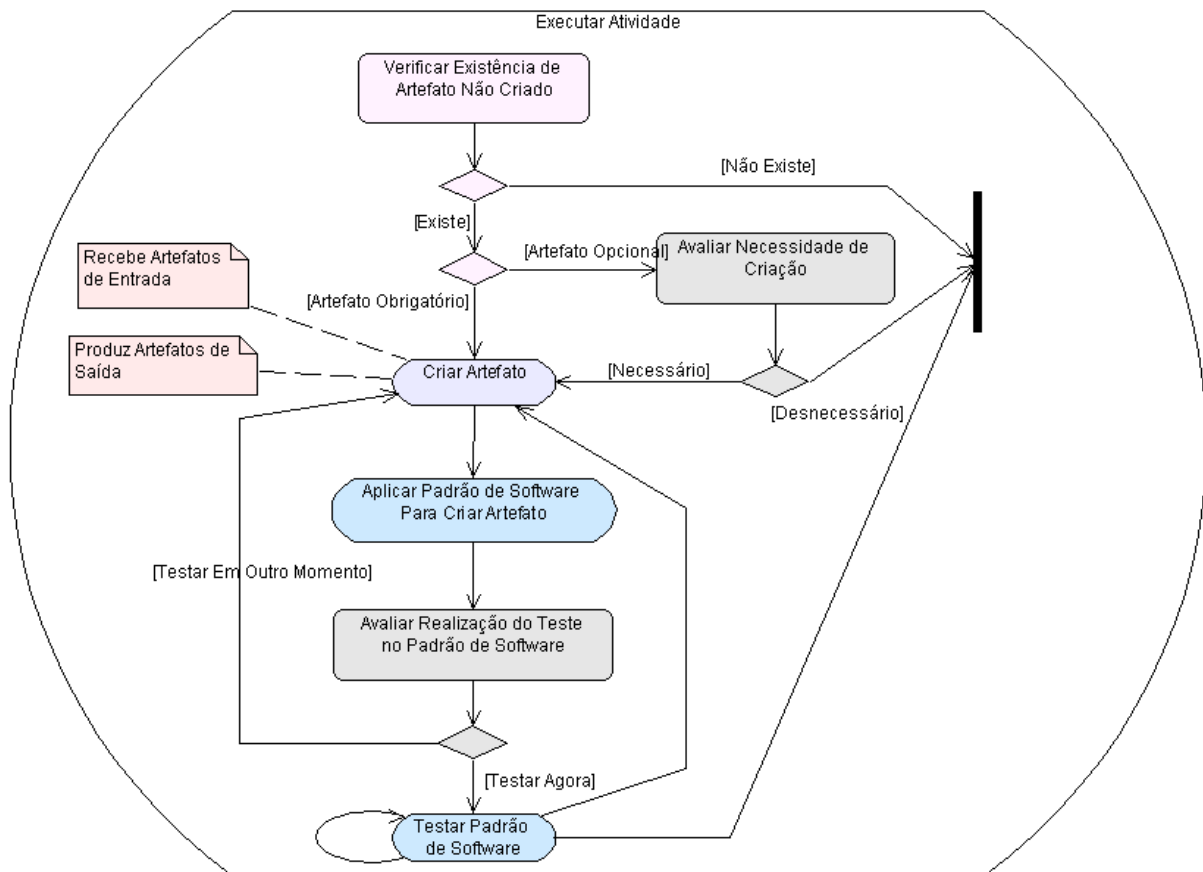 Executar Atividade
Verificar Existência de
Artefato Não Criado
[Não Existe]
[Existe]
[Artefato Opcional]
Avaliar Necessidade de
Criação
Recebe Artefatos
de Entrada
[Artefato Obrigatório]
Produz Artefatos de
Saída
Criar Artefato
[Necessário]
[Desnecessário]
Aplicar Padrão de Software
Para Criar Artefato
[Testar Em Outro Momento]
Avaliar Realização do Teste
no Padrão de Software
[Testar Agora]
Testar Padrão
de Software